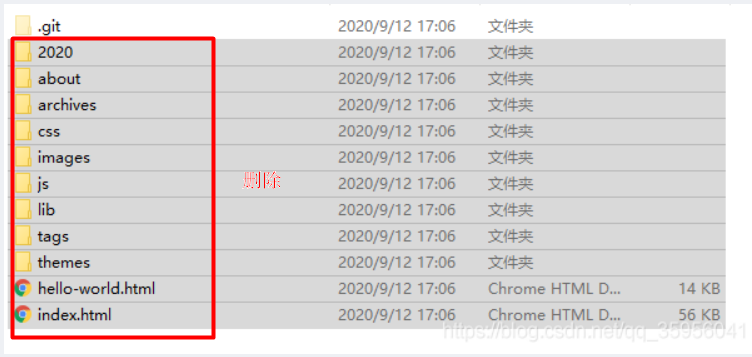 .git 2020/9/12 17:06 文件夹
2020 2020/9/12 17:06 文件夹
about 2020/9/12 17:06 文件夹
archives 2020/9/12 17:06 文件夹
css 2020/9/12 17:06 文件夹
images 2020/9/12 17:06 文件夹
js 删除 2020/9/12 17:06 文件夹
lib 2020/9/12 17:06 文件夹
tags 2020/9/12 17:06 文件夹
themes 2020/9/12 17:06 文件夹
hello-world.html 2020/9/12 17:06 Chrome HTML D... 14 KB
index.html 2020/9/12 17:06 Chrome HTML D... 56 KB
https://blog.csdn.net/qq_35956041